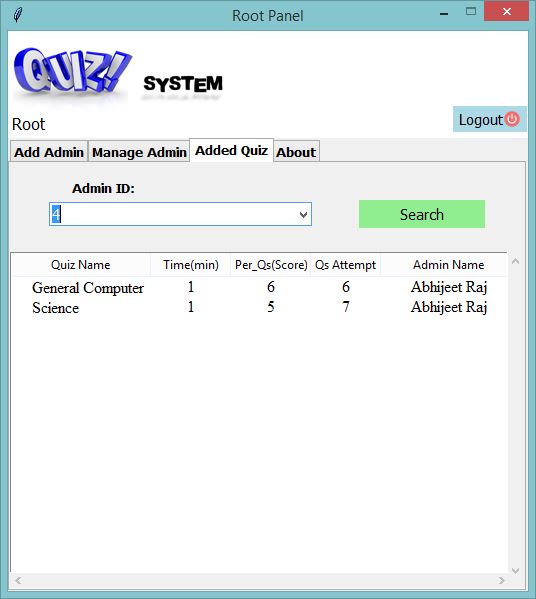 Root Panel
QUIZ!
SYSTEM
Root
Logout
Add Admin Manage Admin Added Quiz About
Admin ID:
4 Search
Quiz Name Time(min) Per_Qs(Score) Qs Attempt Admin Name
General Computer 1 6 6 Abhijeet Raj
Science 1 5 7 Abhijeet Raj